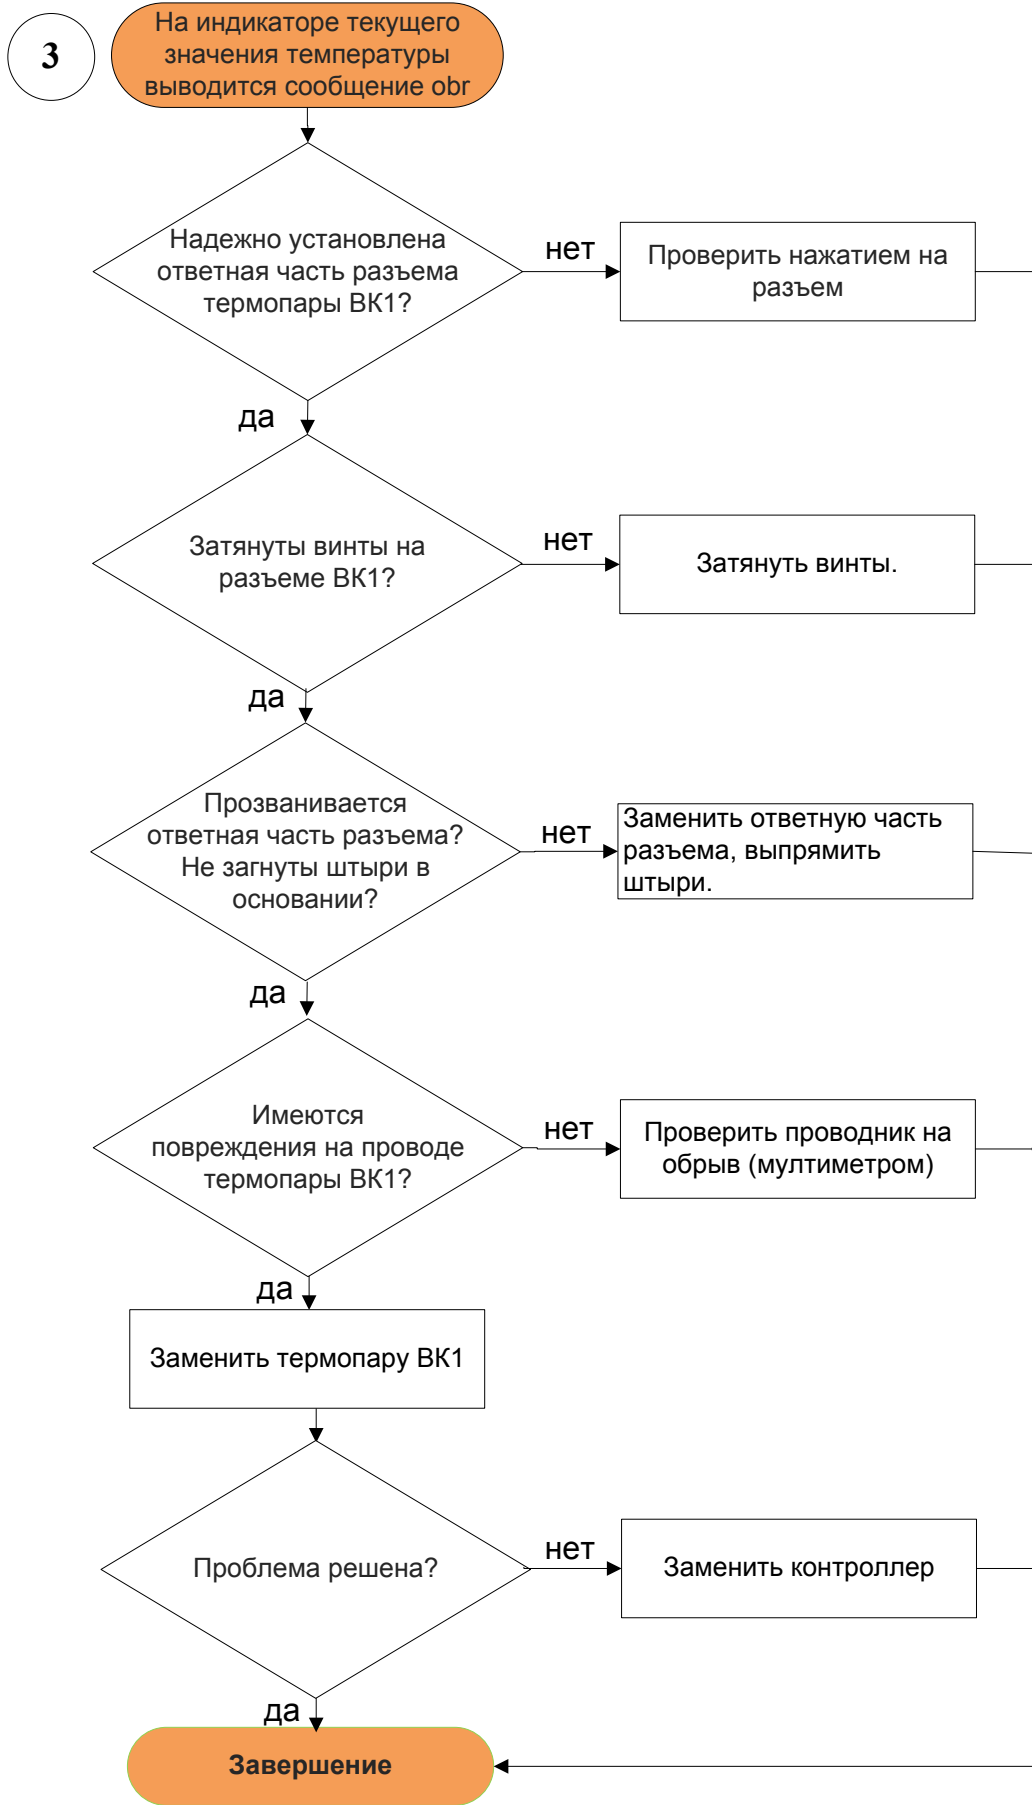 3
На индикаторе текущего
значения температуры
выводится сообщение obr
Надежно установлена
ответная часть разъема
термопары ВК1?
нет
Проверить нажатием на
разъем
да
Затянуты винты на
разъеме ВК1?
нет
Затянуть винты.
да
Прозванивается
ответная часть разъема?
Не загнуты штыри в
основании?
нет
Заменить ответную часть
разъема, выпрямить
штыри.
да
Имеются
повреждения на проводе
термопары ВК1?
нет
Проверить проводник на
обрыв (мултиметром)
да
Заменить термопару ВК1
Проблема решена?
нет
Заменить контроллер
да
Завершение